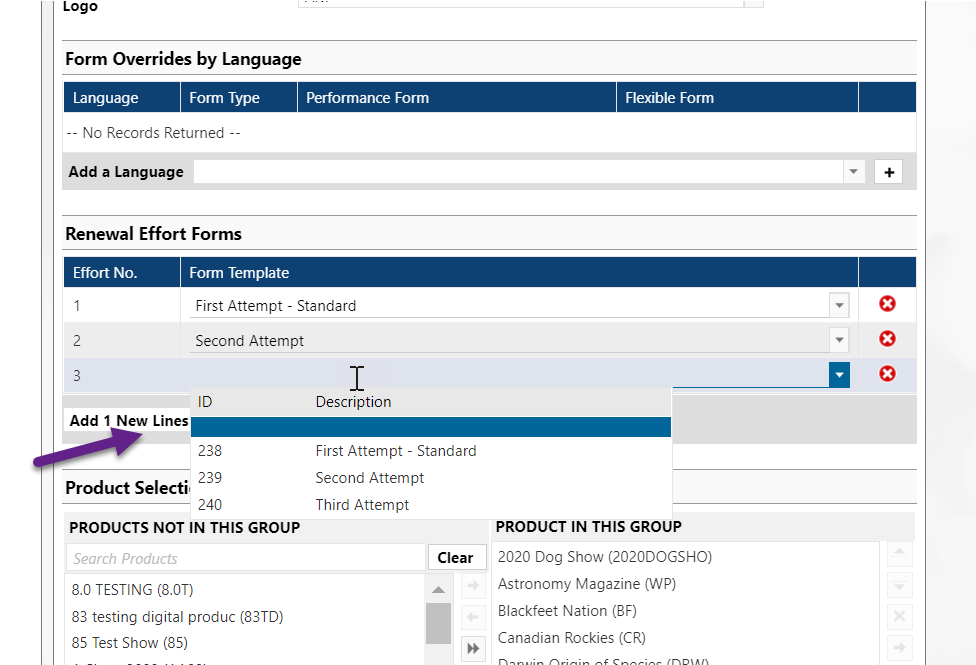 Logo
Form Overrides by Language
Language Form Type Performance Form Flexible Form
-- No Records Returned --
Add a Language
Renewal Effort Forms
Effort No. Form Template
1 First Attempt - Standard
2 Second Attempt
3
ID Description
Add 1 New Lines
238 First Attempt - Standard
239 Second Attempt
240 Third Attempt
Product Selecti
PRODUCTS NOT IN THIS GROUP
Search Products Clear
8.0 TESTING (8.0T)
83 testing digital produc (83TD)
85 Test Show (85)
PRODUCT IN THIS GROUP
2020 Dog Show (2020DOGSHO)
Astronomy Magazine (WP)
Blackfeet Nation (BF)
Canadian Rockies (CR)
Darwin Origin of Species (DRW)